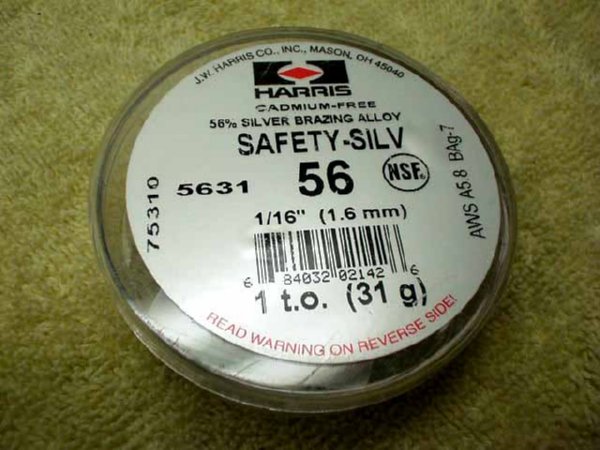 J.W. HARRIS CO., INC., MASON, OH 45040
HARRIS
CADMIUM-FREE
56% SILVER BRAZING ALLOY
SAFETY-SILV
75310
5631
56
NSF®
AWS A5.8 BAg-7
1/16" (1.6 mm)
6 84032 02142 6
1 t.o. (31 g)
READ WARNING ON REVERSE SIDE!